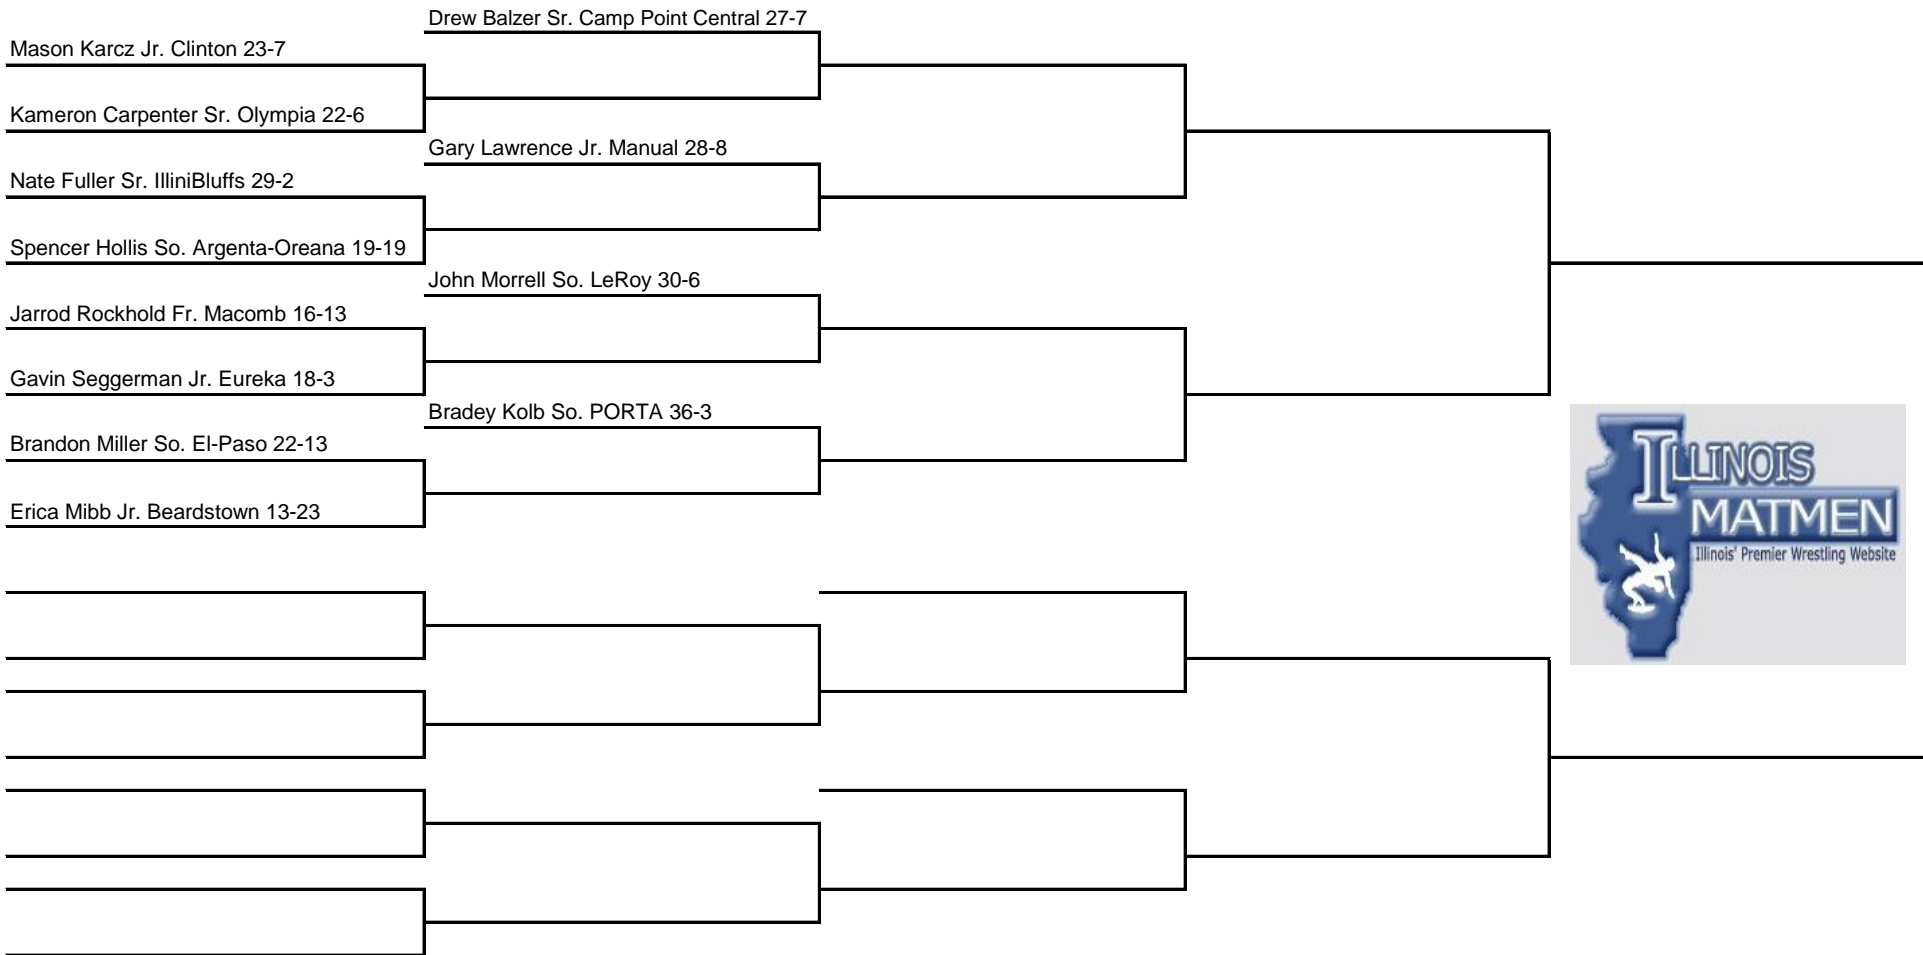 Drew Balzer Sr. Camp Point Central 27-7
Mason Karcz Jr. Clinton 23-7
Kameron Carpenter Sr. Olympia 22-6
Gary Lawrence Jr. Manual 28-8
Nate Fuller Sr. IlliniBluffs 29-2
Spencer Hollis So. Argenta-Oreana 19-19
John Morrell So. LeRoy 30-6
Jarrod Rockhold Fr. Macomb 16-13
Gavin Seggerman Jr. Eureka 18-3
Bradey Kolb So. PORTA 36-3
Brandon Miller So. El-Paso 22-13
Erica Mibb Jr. Beardstown 13-23
ILLINOIS
MATMEN
Illinois' Premier Wrestling Website